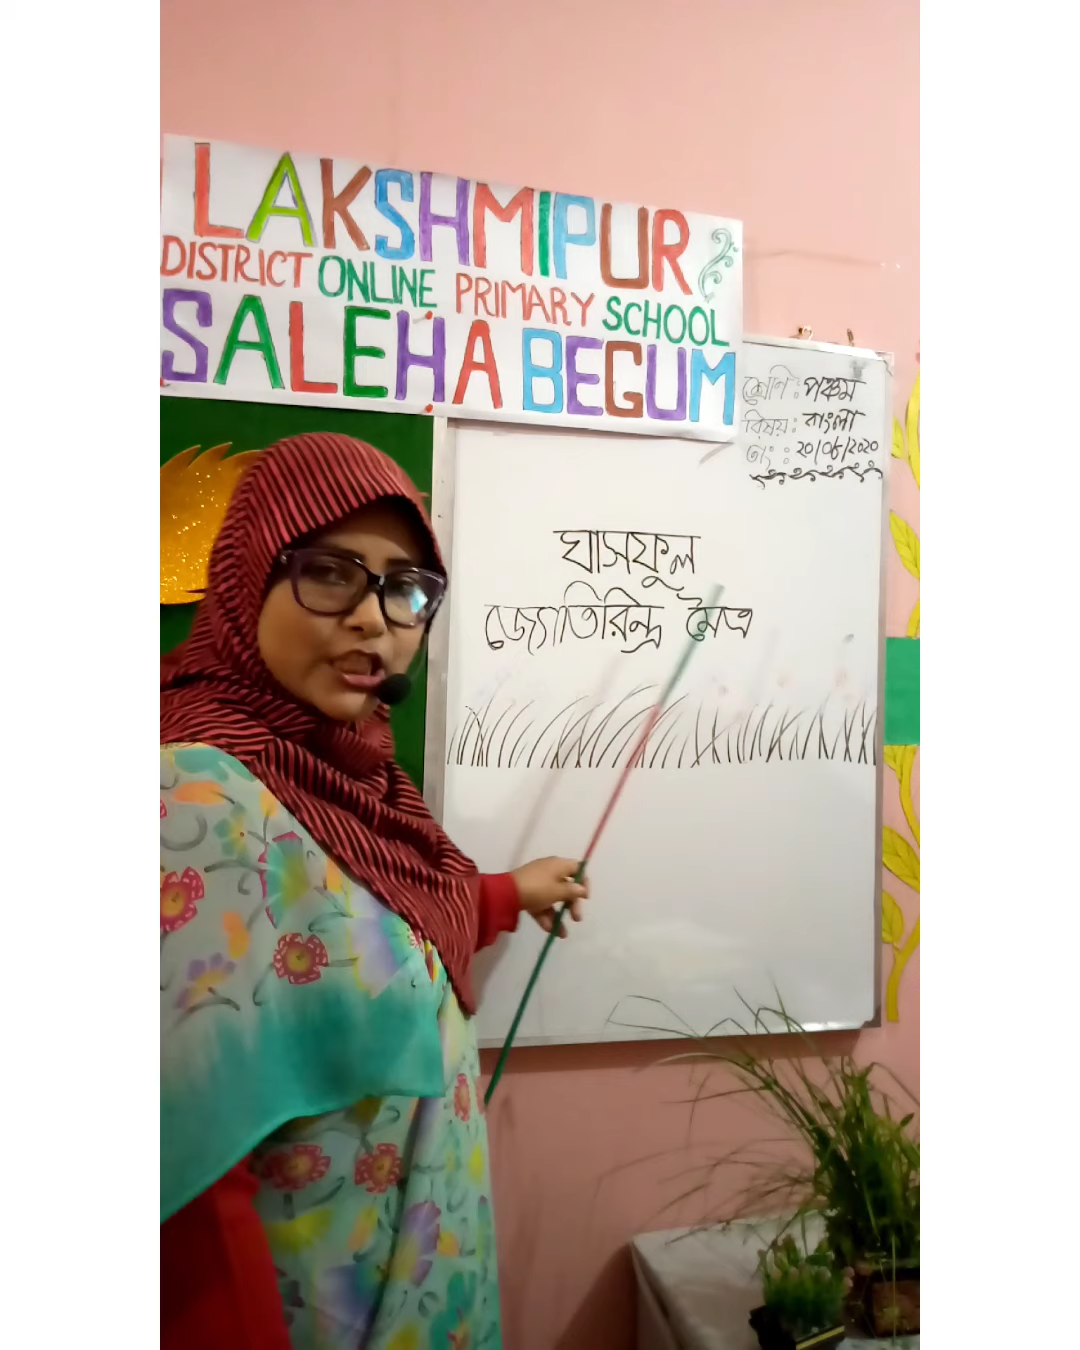 LAKSHMIPUR
DISTRICT ONLINE PRIMARY SCHOOL
SALEHA BEGUM
শ্রেণি : পঞ্চম
বিষয় : বাংলা
তাং : ২০/০৮/২০২০
ঘাসফুল
জ্যোতিরিন্দ্র মৈত্র